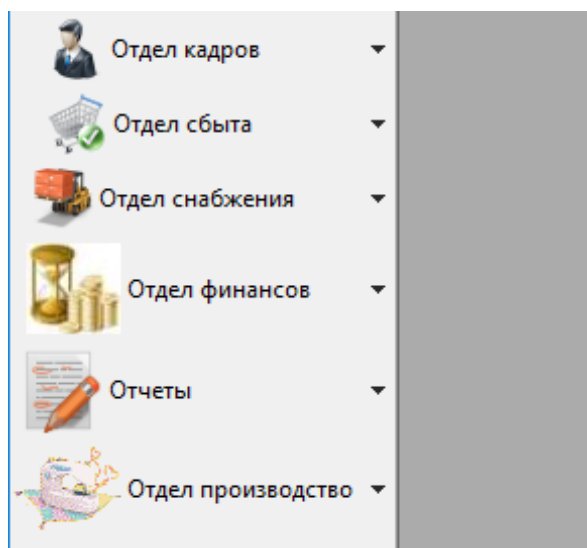 Отдел кадров
Отдел сбыта
Отдел снабжения
Отдел финансов
Отчеты
Отдел производство